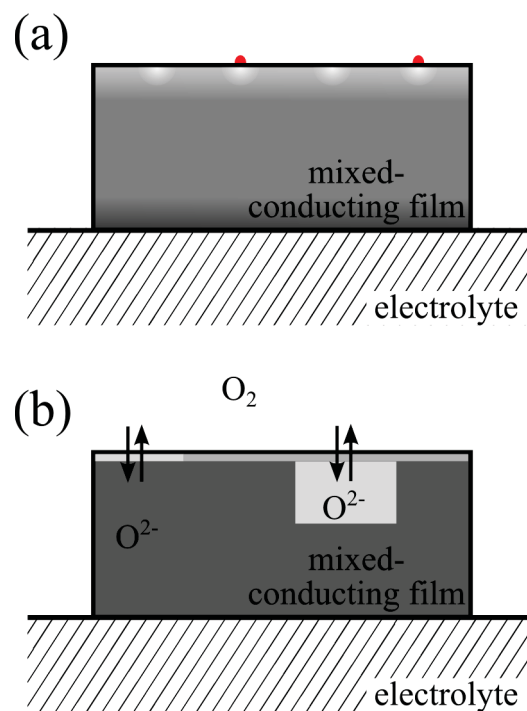 (a)
mixed-
conducting film
electrolyte
(b)
O₂
O²⁻
O²⁻
mixed-
conducting film
electrolyte